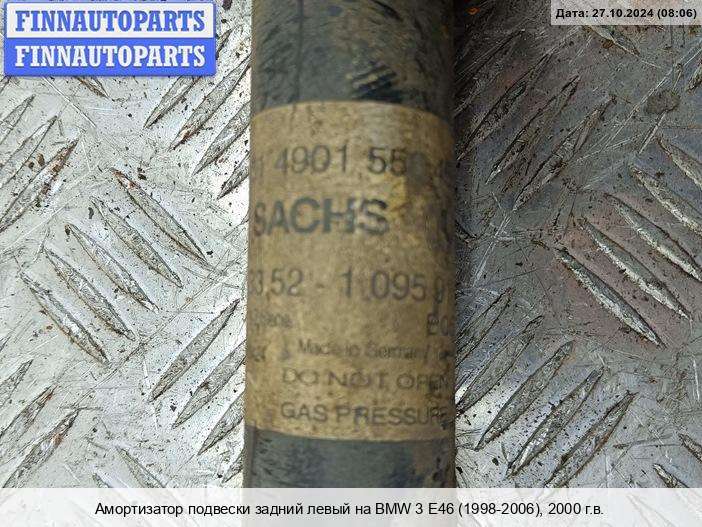 FINNAUTOPARTS
FINNAUTOPARTS
Дата: 27.10.2024 (08:06)
4901 55
SACHS
3,52 - 1 095 9
Made in Germany
DO NOT OPEN
GAS PRESSURE
Амортизатор подвески задний левый на BMW 3 E46 (1998-2006), 2000 г.в.